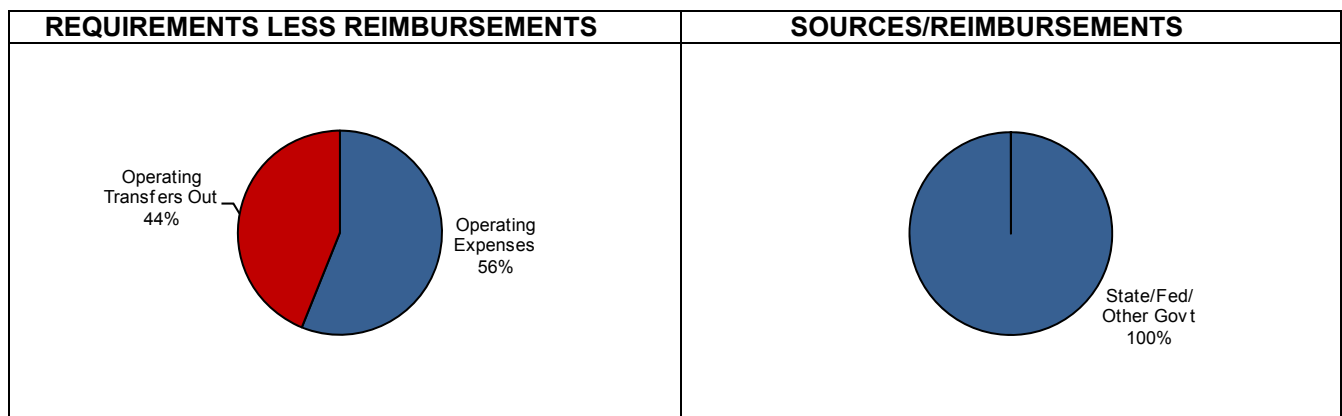 REQUIREMENTS LESS REIMBURSEMENTS
SOURCES/REIMBURSEMENTS
Operating
Transfers Out
44%
Operating
Expenses
56%
State/Fed/
Other Govt
100%